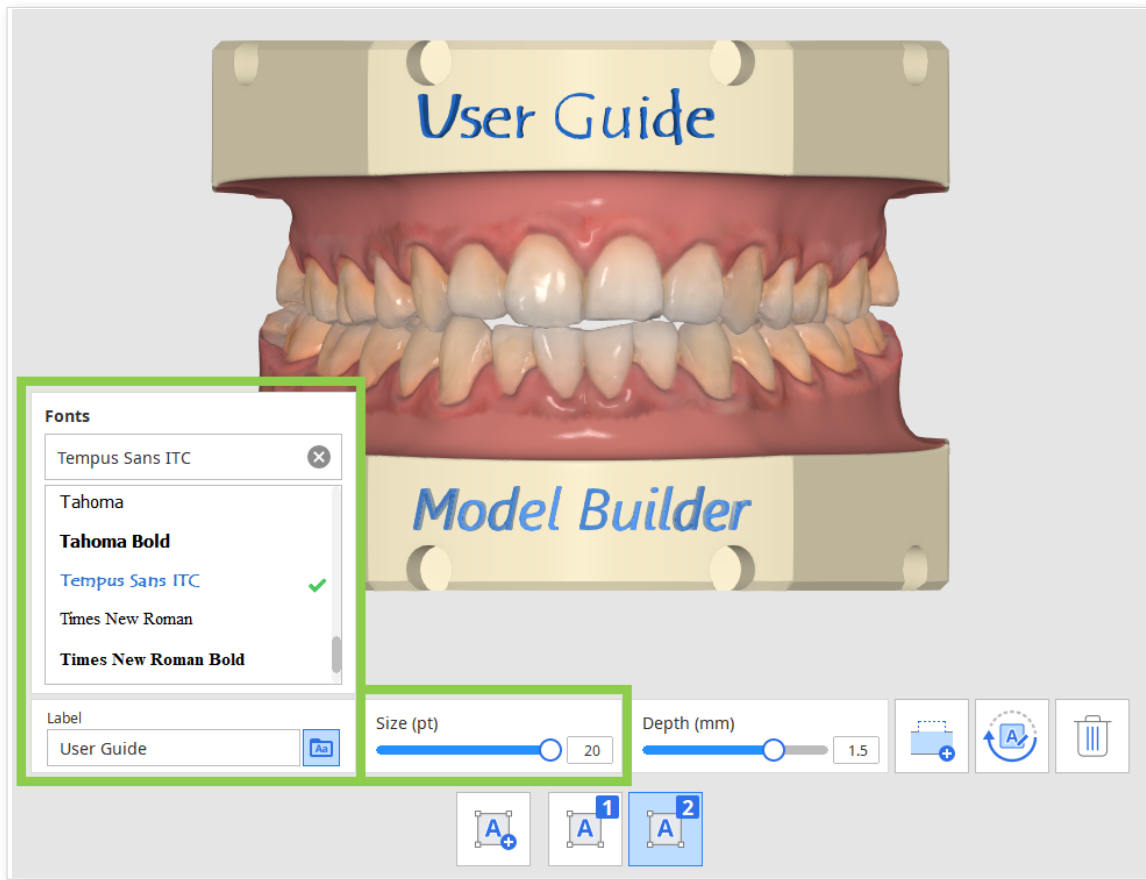 User Guide
Model Builder
Fonts
Tempus Sans ITC
Tahoma
Tahoma Bold
Tempus Sans ITC
Times New Roman
Times New Roman Bold
Label
User Guide
Aa
Size (pt)
20
Depth (mm)
1.5
A
A
A 1
A 2